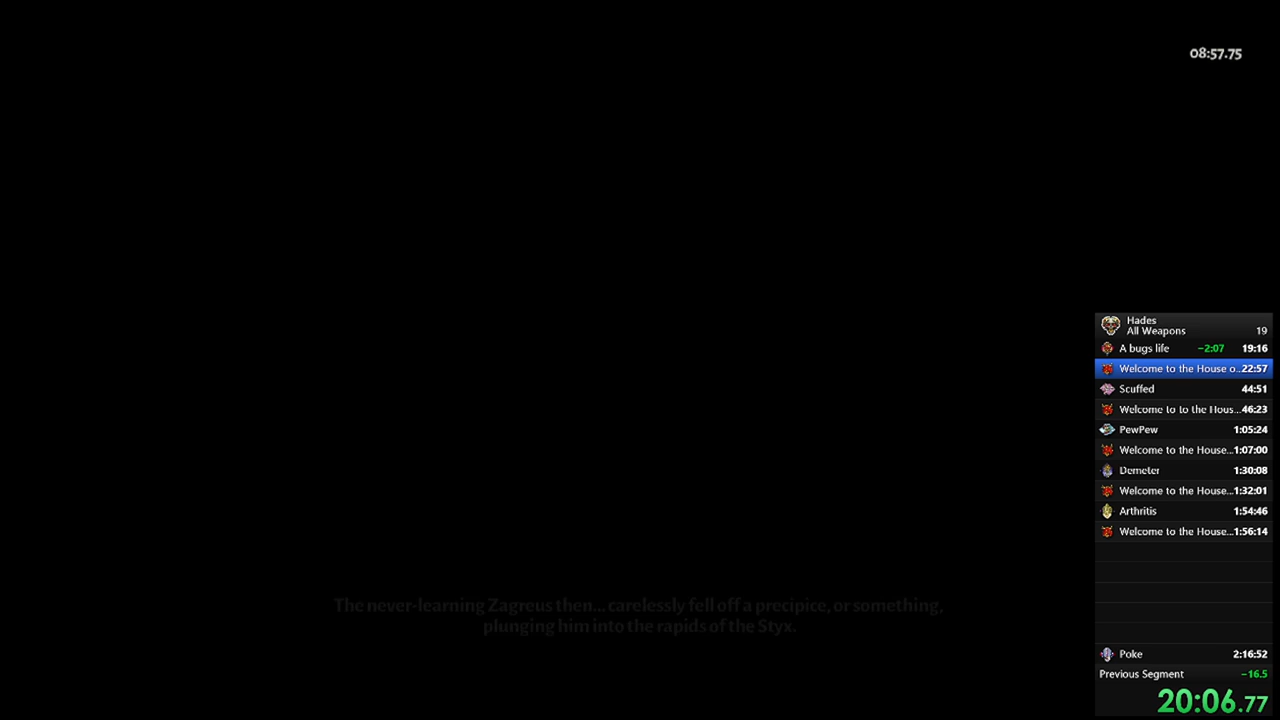 08:57.75
Hades
All Weapons 19
A bugs life −2:07 19:16
Welcome to the House o...22:57
Scuffed 44:51
Welcome to to the Hous...46:23
PewPew 1:05:24
Welcome to the House...1:07:00
Demeter 1:30:08
Welcome to the House...1:32:01
Arthritis 1:54:46
Welcome to the House...1:56:14
The never-learning Zagreus then... carelessly fell off a precipice, or something,
plunging him into the rapids of the Styx.
Poke 2:16:52
Previous Segment −16.5
20:06.77